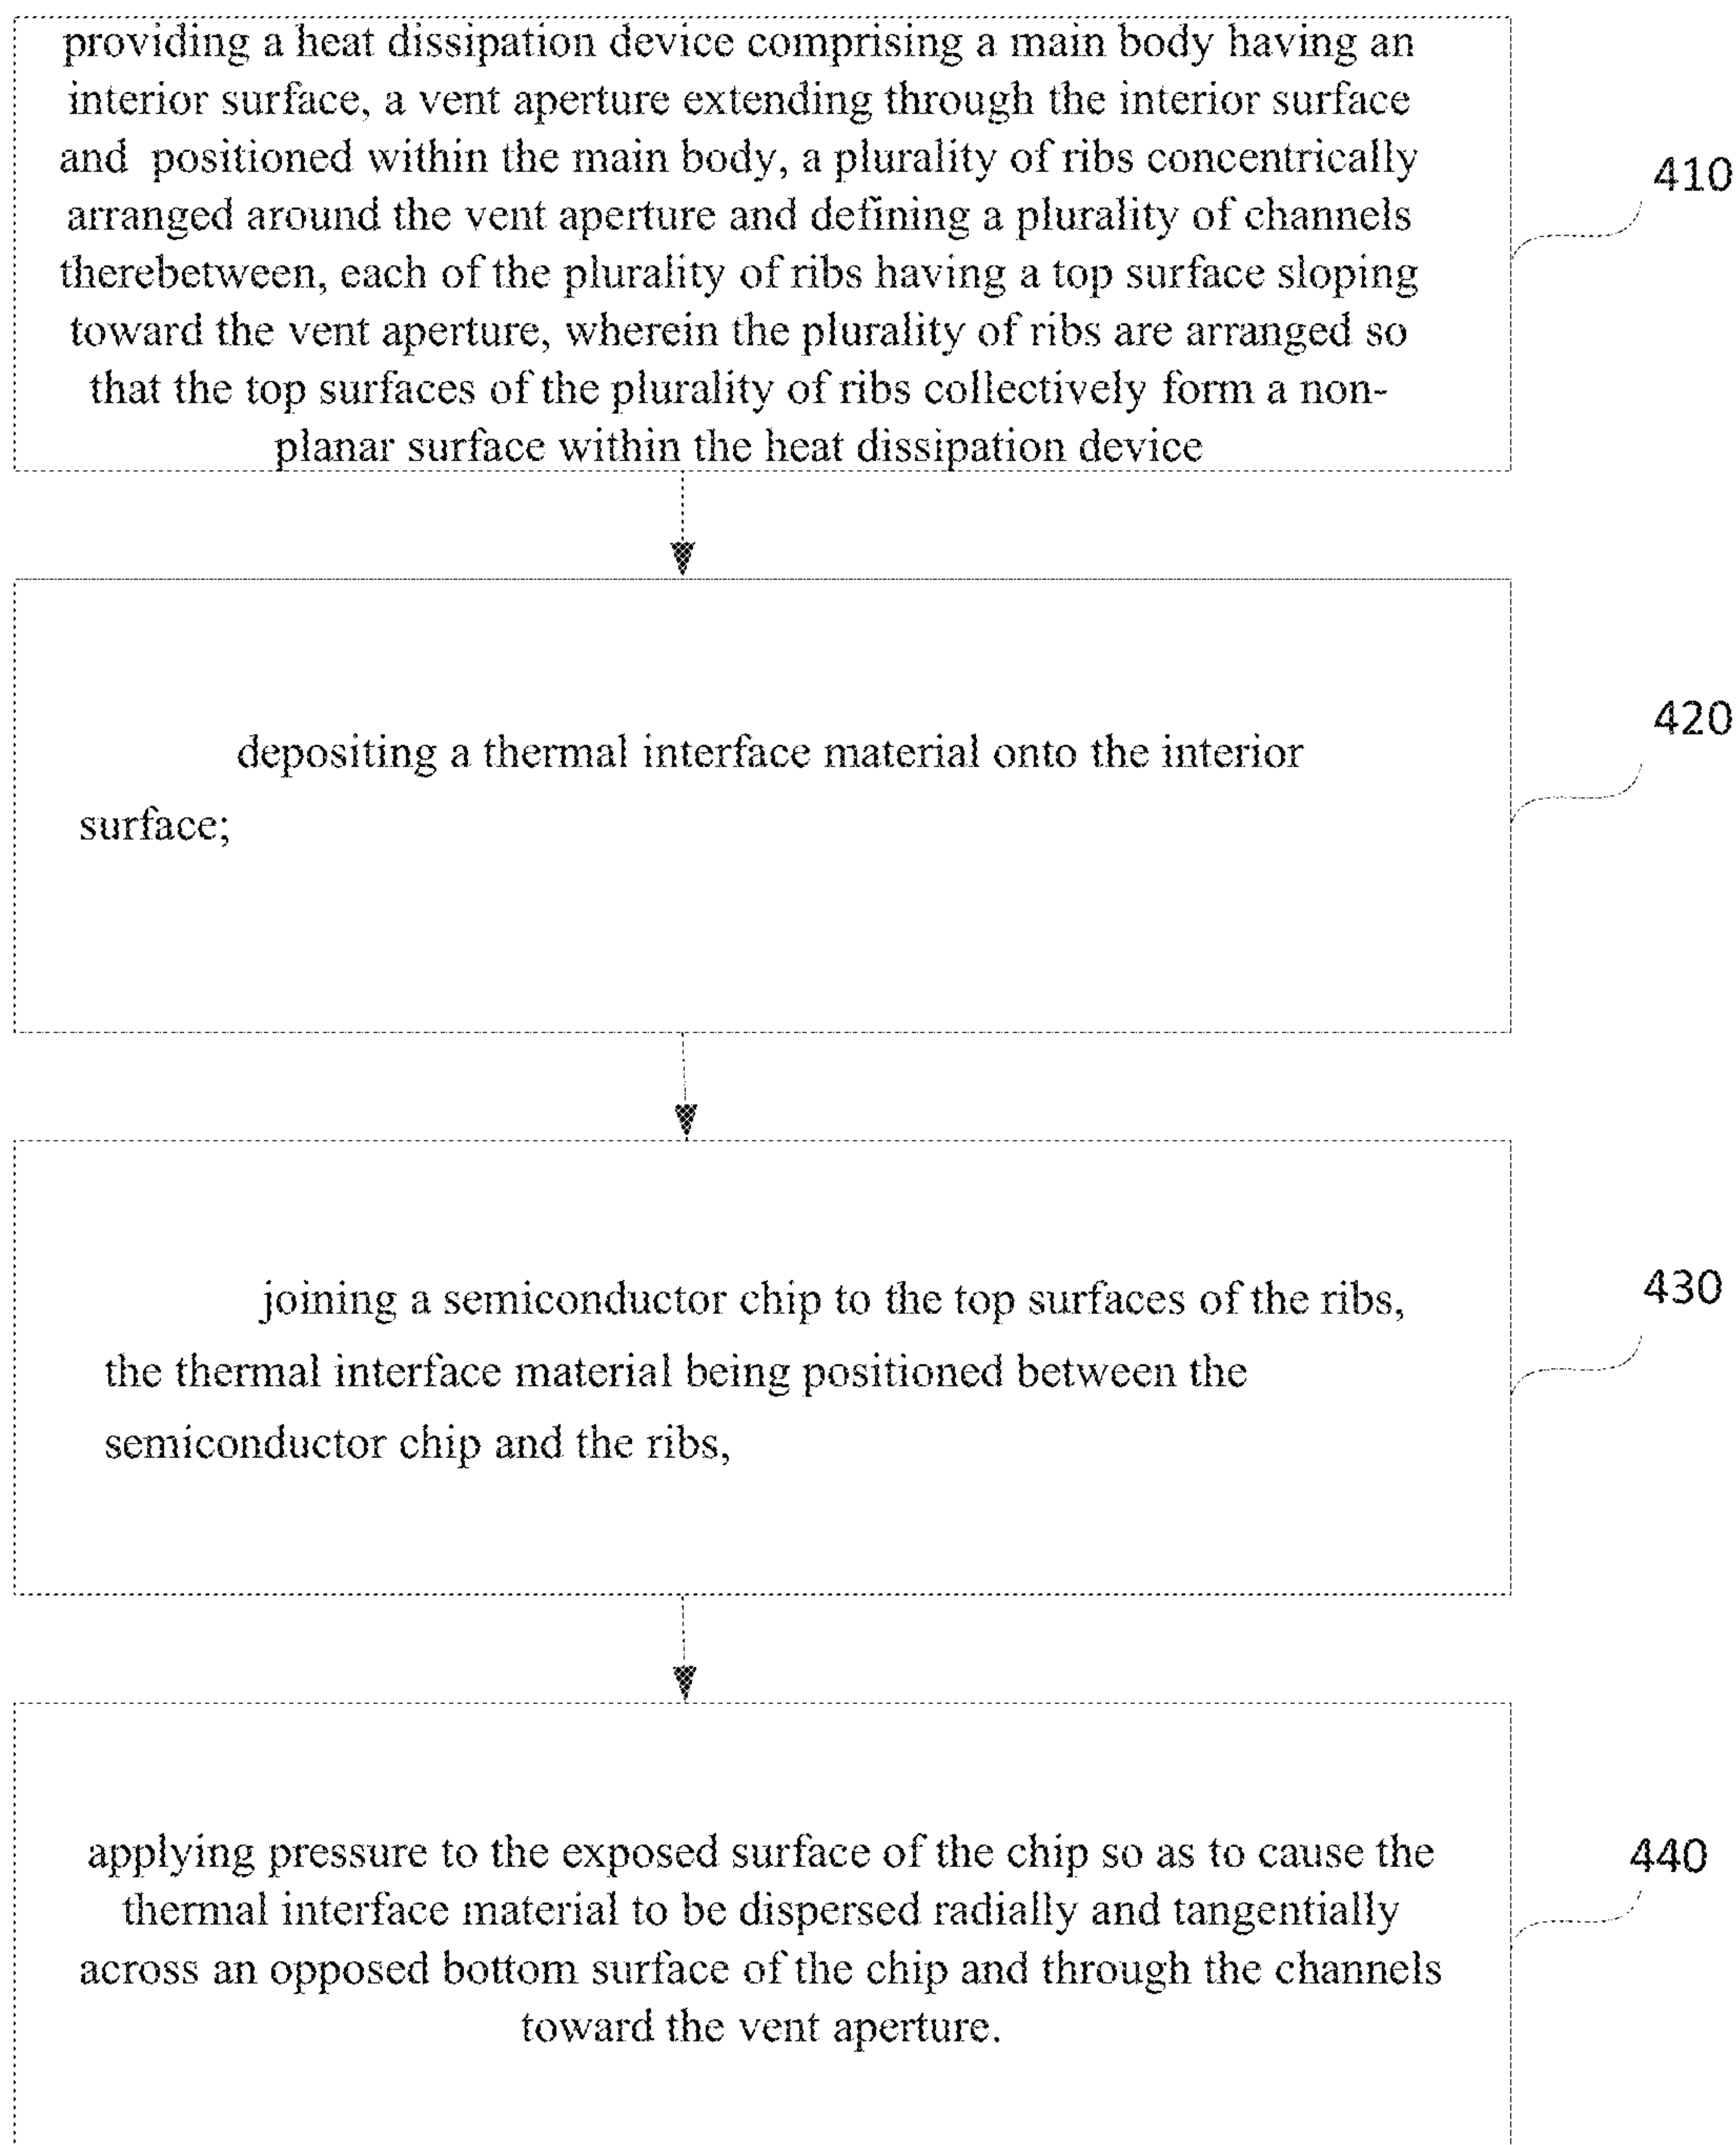 providing a heat dissipation device comprising a main body having an
interior surface, a vent aperture extending through the interior surface
and positioned within the main body, a plurality of ribs concentrically
arranged around the vent aperture and defining a plurality of channels
therebetween, each of the plurality of ribs having a top surface sloping
toward the vent aperture, wherein the plurality of ribs are arranged so
that the top surfaces of the plurality of ribs collectively form a non-
planar surface within the heat dissipation device
410
depositing a thermal interface material onto the interior
surface;
420
joining a semiconductor chip to the top surfaces of the ribs,
the thermal interface material being positioned between the
semiconductor chip and the ribs,
430
applying pressure to the exposed surface of the chip so as to cause the
thermal interface material to be dispersed radially and tangentially
across an opposed bottom surface of the chip and through the channels
toward the vent aperture.
440